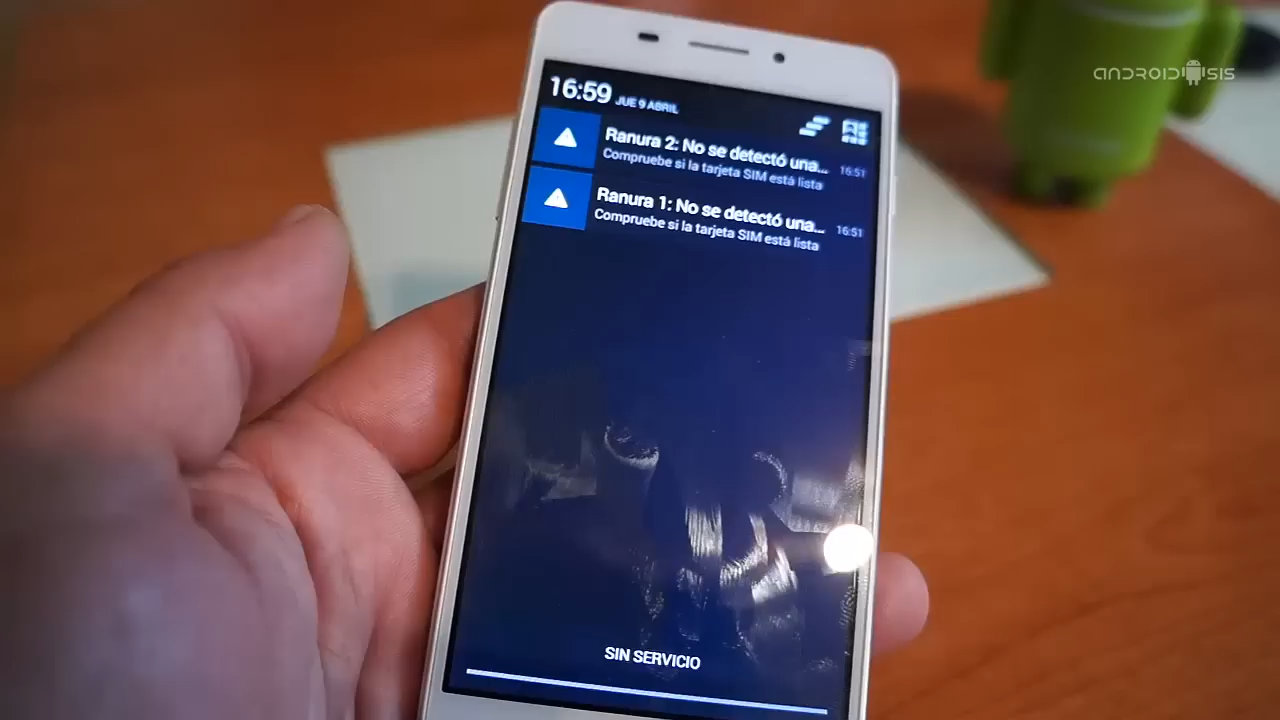 ANDROIDSIS
16:59 JUE 9 ABRIL
Ranura 2: No se detectó una...
Compruebe si la tarjeta SIM está lista
16:51
Ranura 1: No se detectó una...
Compruebe si la tarjeta SIM está lista
16:51
SIN SERVICIO